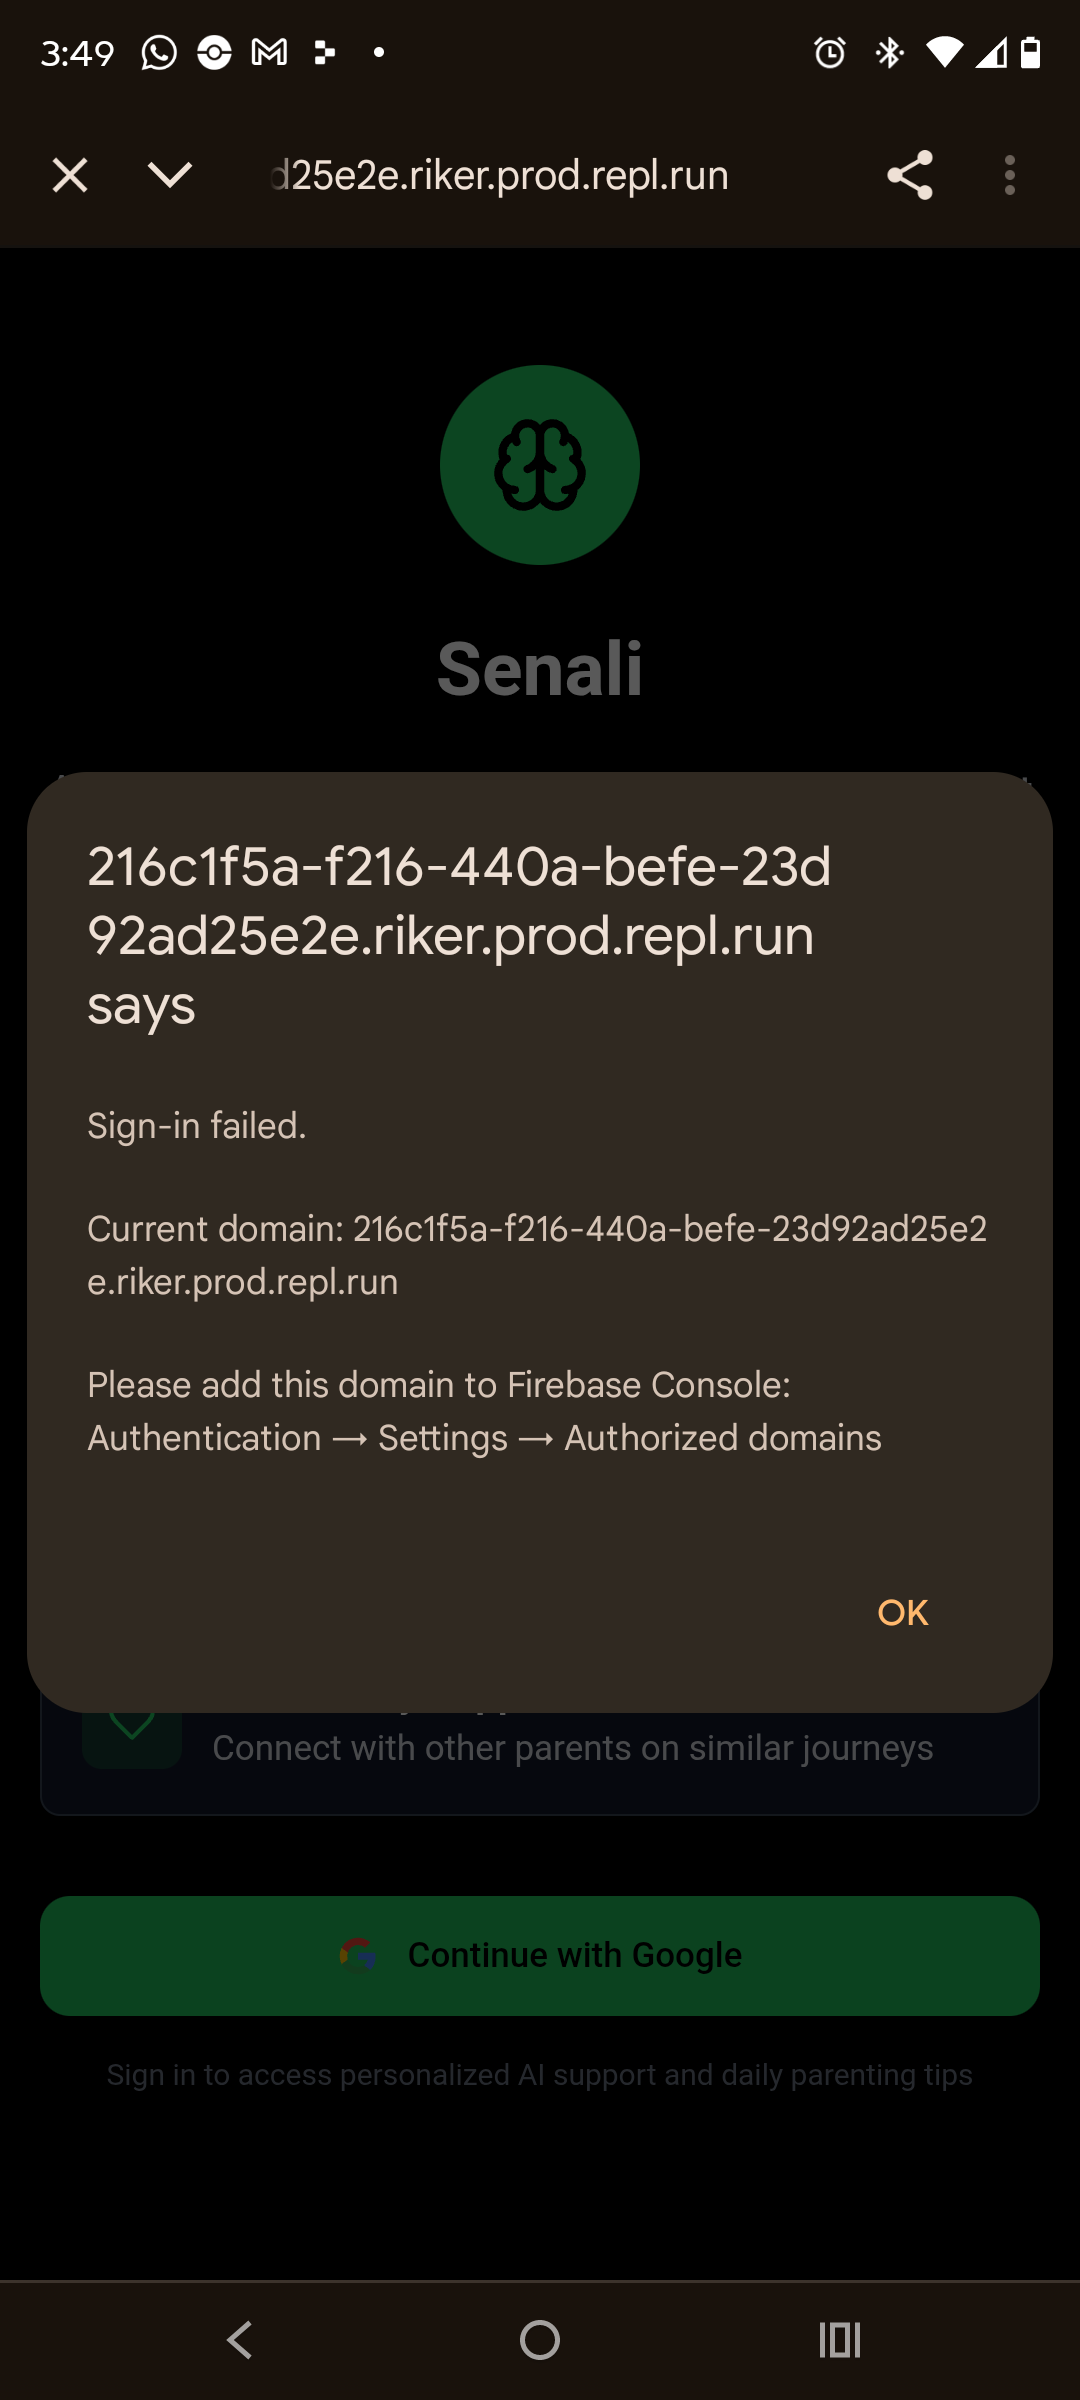 3:49
d25e2e.riker.prod.repl.run
Senali
216c1f5a-f216-440a-befe-23d
92ad25e2e.riker.prod.repl.run
says
Sign-in failed.
Current domain: 216c1f5a-f216-440a-befe-23d92ad25e2
e.riker.prod.repl.run
Please add this domain to Firebase Console:
Authentication → Settings → Authorized domains
OK
Connect with other parents on similar journeys
Continue with Google
Sign in to access personalized AI support and daily parenting tips